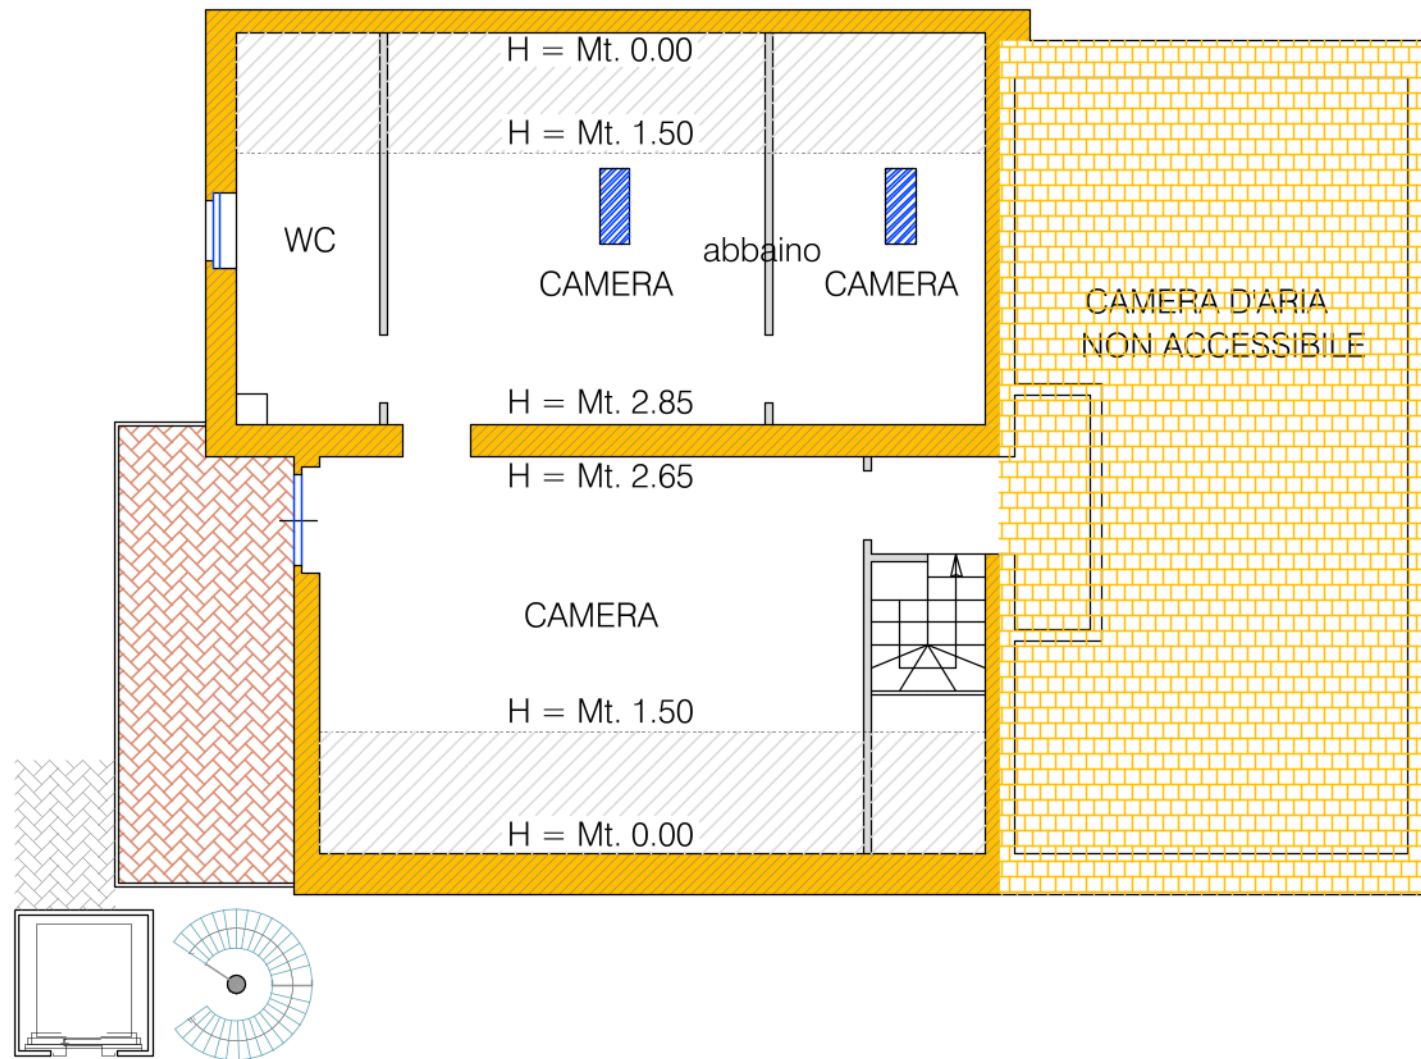 H = Mt. 0.00
H = Mt. 1.50
WC
abbaino
CAMERA
CAMERA
CAMERA D'ARIA
NON ACCESSIBILE
H = Mt. 2.85
H = Mt. 2.65
CAMERA
H = Mt. 1.50
H = Mt. 0.00